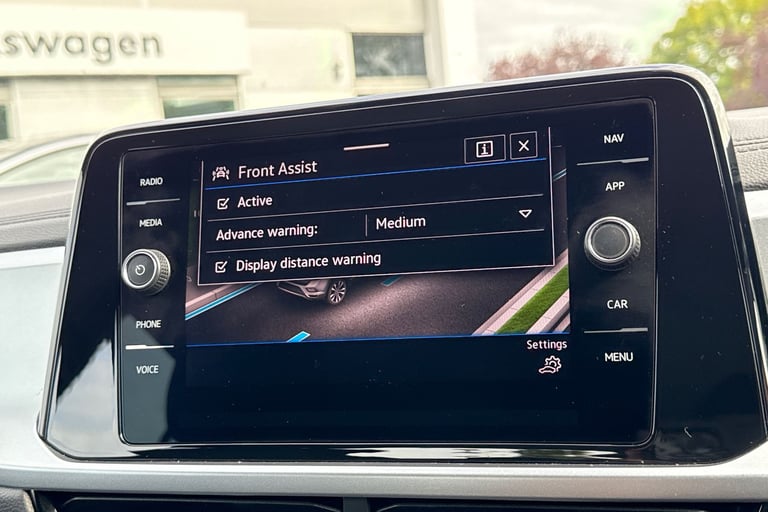 swagen
Front Assist
i
Active
Advance warning: Medium
Display distance warning
Settings
RADIO
MEDIA
PHONE
VOICE
NAV
APP
CAR
MENU